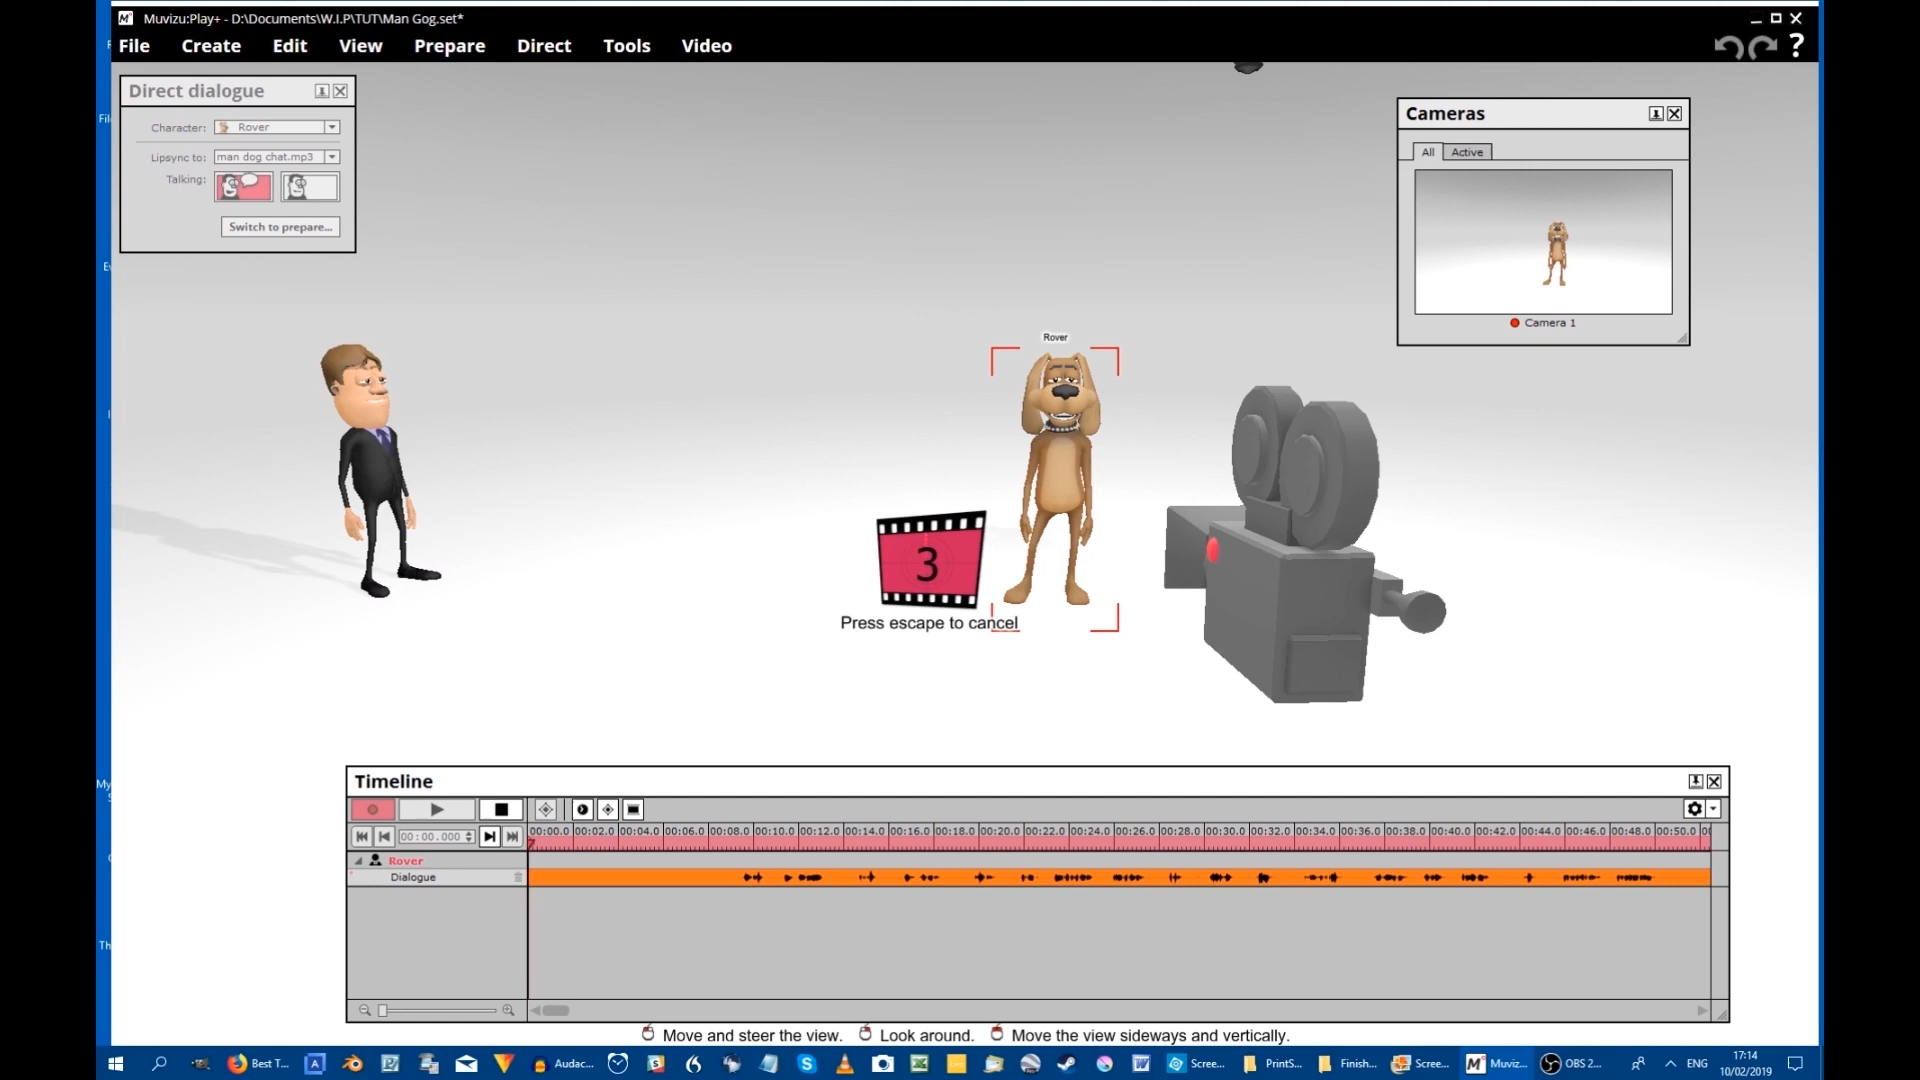 Muvizu:Play+ - D:\Documents\W.I.P\TUT\Man Gog.set*
File Create Edit View Prepare Direct Tools Video ?
Direct dialogue
Character: Rover
Lipsync to: man dog chat.mp3
Talking:
Switch to prepare...
Cameras
All Active
Camera 1
Rover
3
Press escape to cancel
Timeline
00:00.000 00:00.0 00:02.0 00:04.0 00:06.0 00:08.0 00:10.0 00:12.0 00:14.0 00:16.0 00:18.0 00:20.0 00:22.0 00:24.0 00:26.0 00:28.0 00:30.0 00:32.0 00:34.0 00:36.0 00:38.0 00:40.0 00:42.0 00:44.0 00:46.0 00:48.0 00:50.0
Rover
Dialogue
Move and steer the view. Look around. Move the view sideways and vertically.
Best T... Audac... Scree... PrintS... Finish... Scree... Muviz... OBS 2... ENG
17:14
10/02/2019